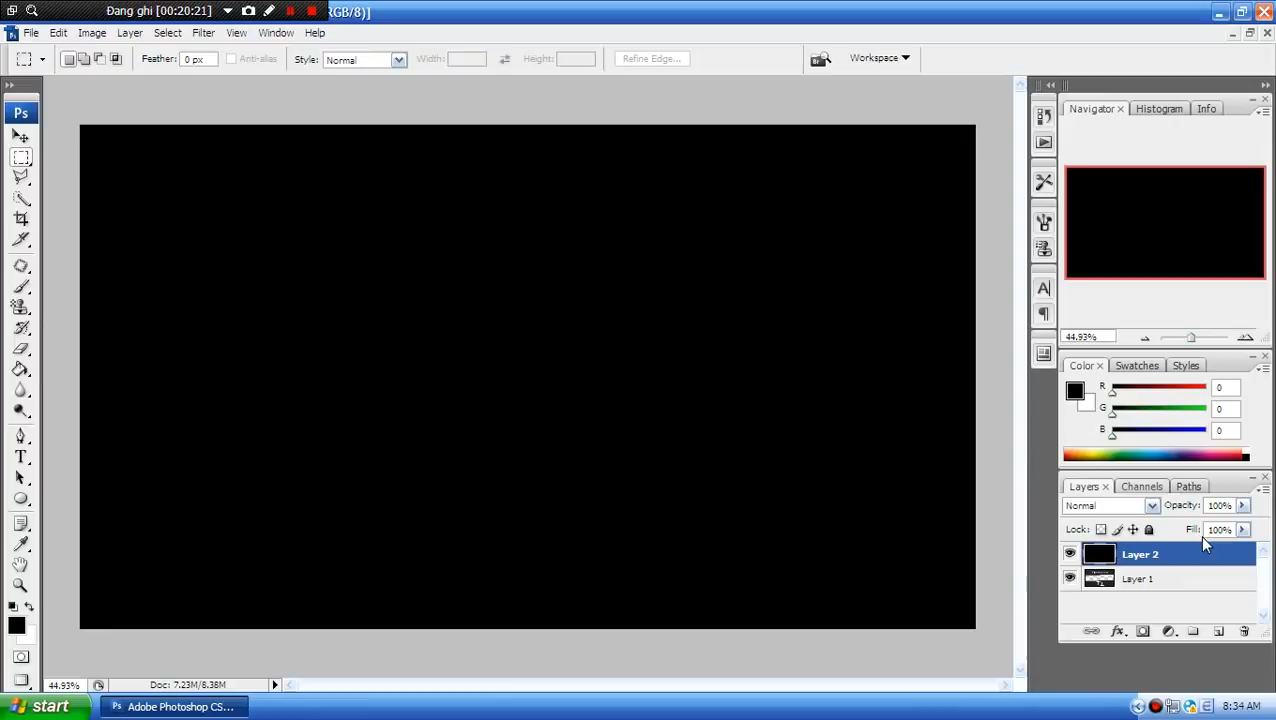 Đang ghi [00:20:21]
RGB/8)]
File Edit Image Layer Select Filter View Window Help
Feather: 0 px Anti-alias Style: Normal Width: Height: Refine Edge... Workspace
Ps
Navigator Histogram Info
44.93%
Color Swatches Styles
R 0
G 0
B 0
Layers Channels Paths
Normal Opacity: 100%
Lock: Fill: 100%
Layer 2
Layer 1
44.93% Doc: 7.23M/8.38M
start Ps Adobe Photoshop CS... 8:34 AM